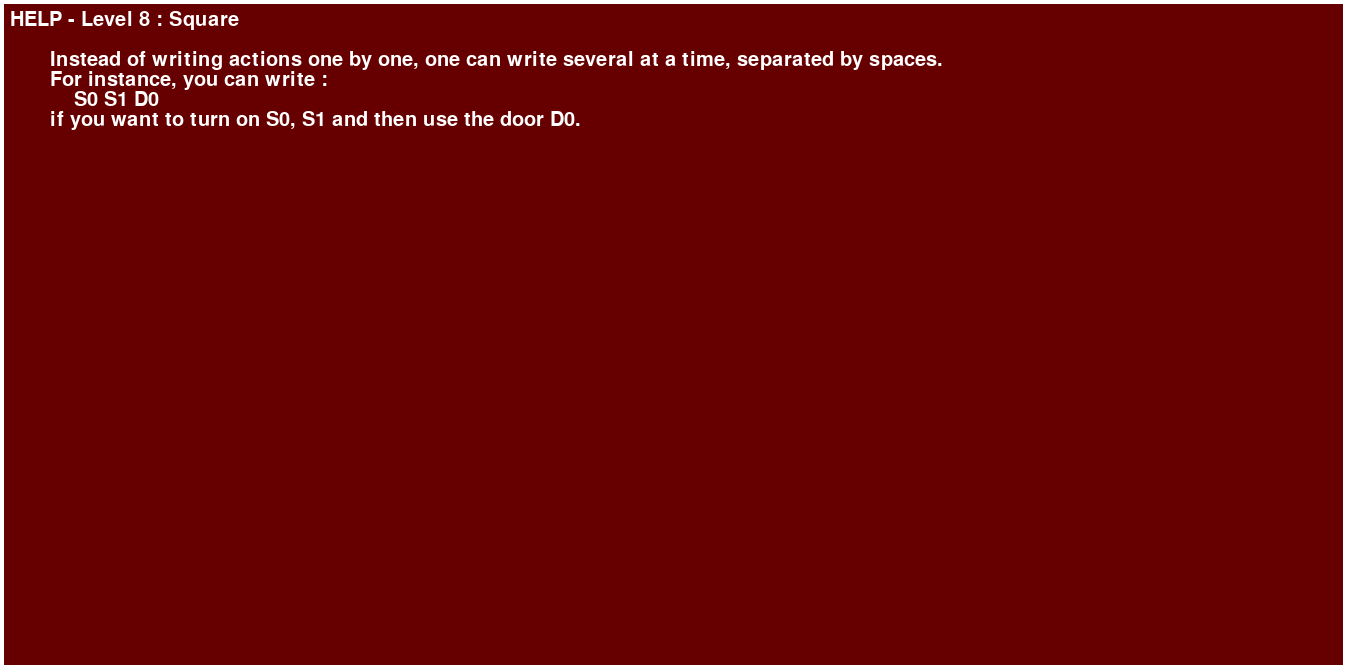 HELP - Level 8 : Square
Instead of writing actions one by one, one can write several at a time, separated by spaces.
For instance, you can write :
S0 S1 D0
if you want to turn on S0, S1 and then use the door D0.